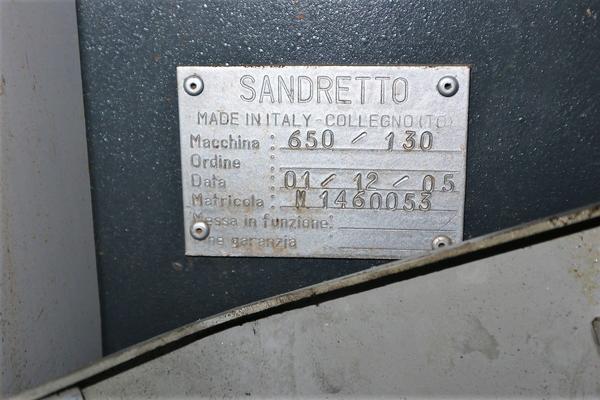 SANDRETTO
MADE IN ITALY - COLLEGNO (TO)
Macchina : 650 / 130
Ordine :
Data : 01 / 12 / 05
Matricola : M 1460053
Messa in funzione:
garanzia